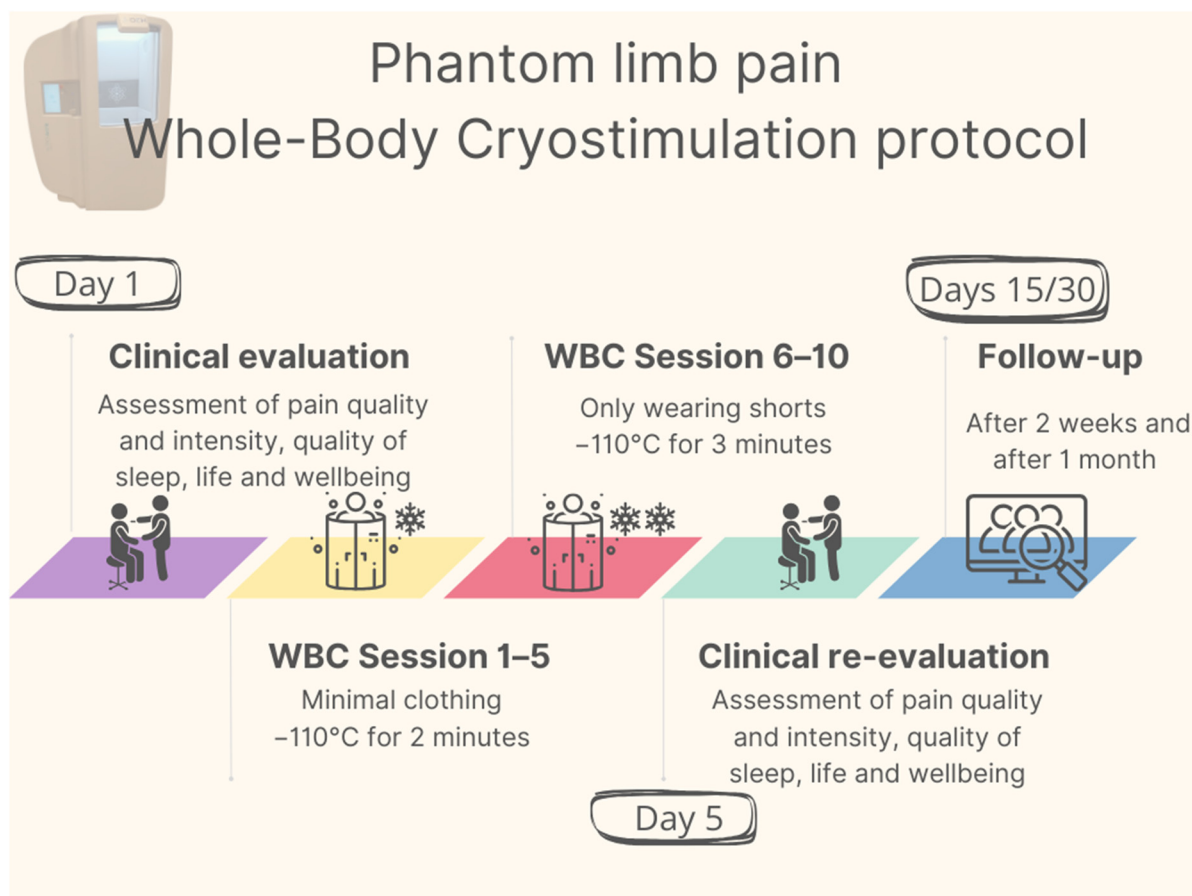 Phantom limb pain
Whole-Body Cryostimulation protocol
Day 1
Days 15/30
Clinical evaluation
Assessment of pain quality
and intensity, quality of
sleep, life and wellbeing
WBC Session 6–10
Only wearing shorts
–110°C for 3 minutes
Follow-up
After 2 weeks and
after 1 month
WBC Session 1–5
Minimal clothing
–110°C for 2 minutes
Clinical re-evaluation
Assessment of pain quality
and intensity, quality of
sleep, life and wellbeing
Day 5